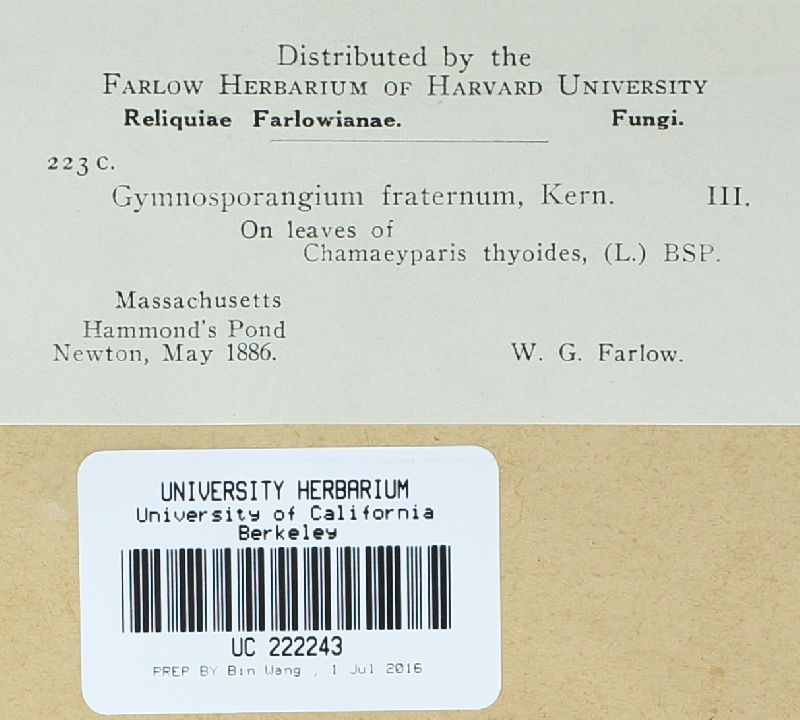 Distributed by the
FARLOW HERBARIUM OF HARVARD UNIVERSITY
Reliquiae Farlowianae. Fungi.
223 C.
Gymnosporangium fraternum, Kern. III.
On leaves of
Chamaeyparis thyoides, (L.) BSP.
Massachusetts
Hammond's Pond
Newton, May 1886. W. G. Farlow.
UNIVERSITY HERBARIUM
University of California
Berkeley
UC 222243
PREP BY Bin Wang , 1 Jul 2016